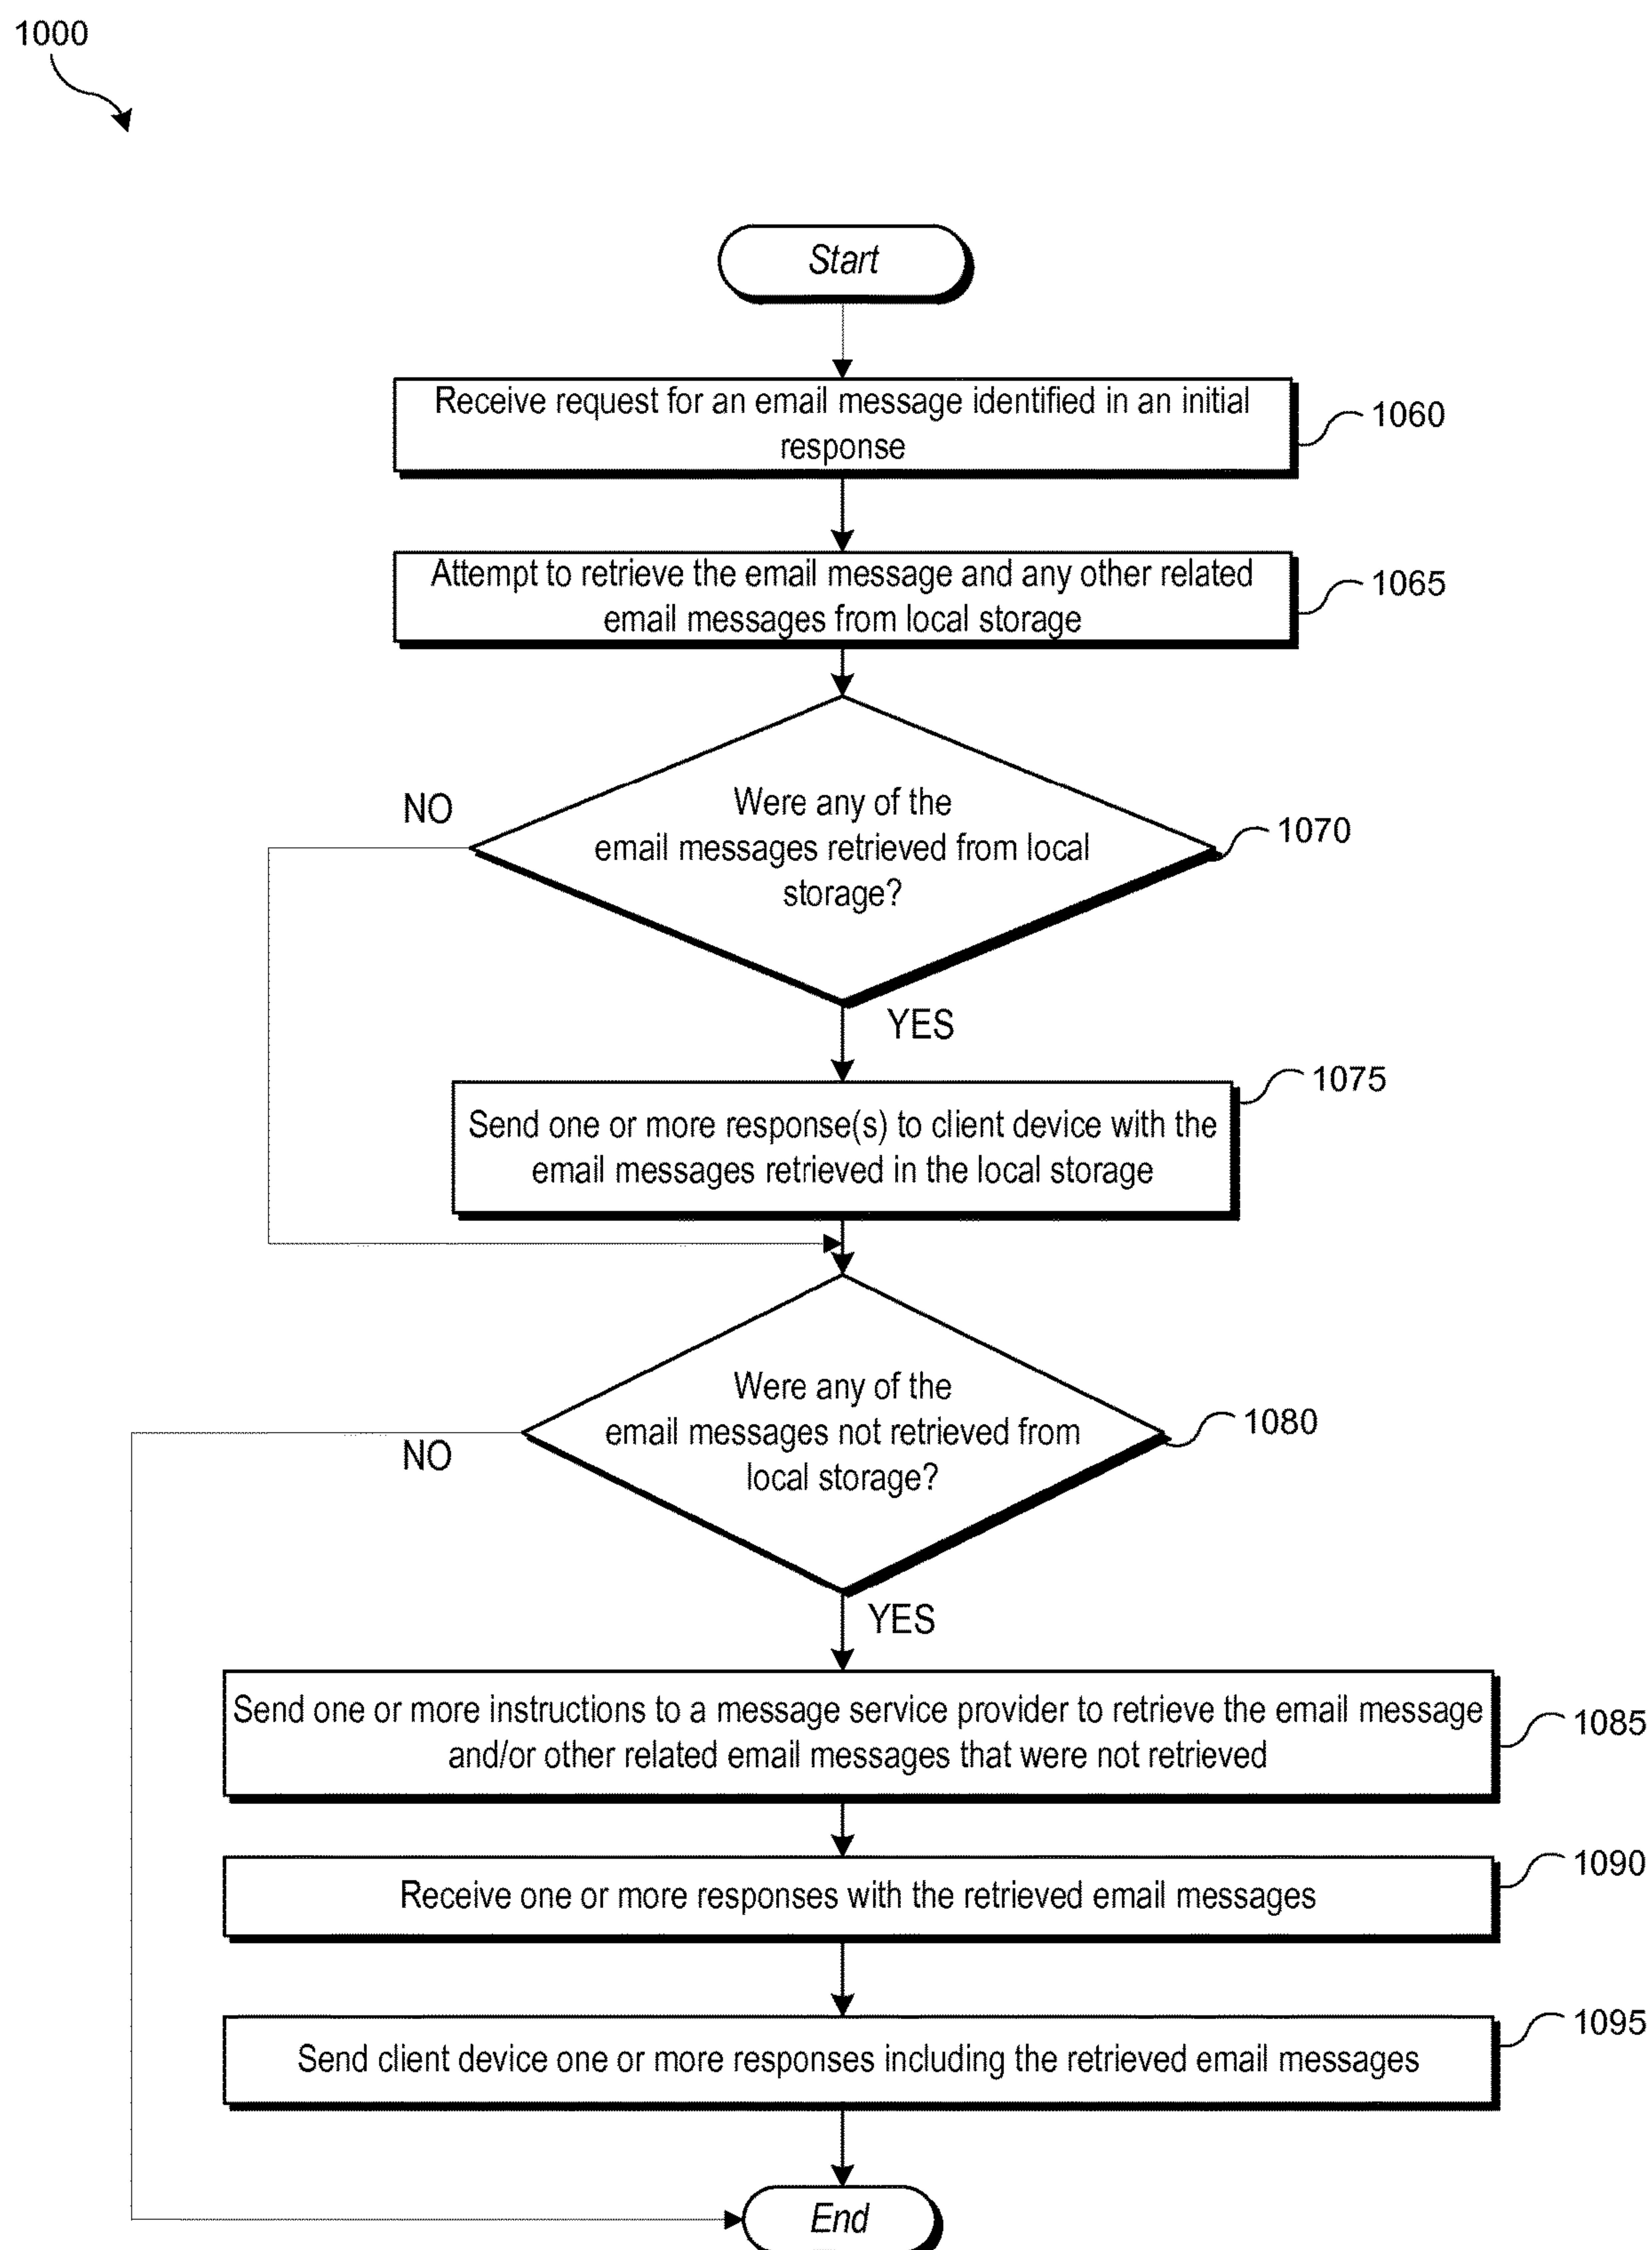 1000
Start
Receive request for an email message identified in an initial
response
1060
Attempt to retrieve the email message and any other related
email messages from local storage
1065
Were any of the
email messages retrieved from local
storage?
NO
1070
YES
Send one or more response(s) to client device with the
email messages retrieved in the local storage
1075
Were any of the
email messages not retrieved from
local storage?
NO
1080
YES
Send one or more instructions to a message service provider to retrieve the email message
and/or other related email messages that were not retrieved
1085
Receive one or more responses with the retrieved email messages
1090
Send client device one or more responses including the retrieved email messages
1095
End